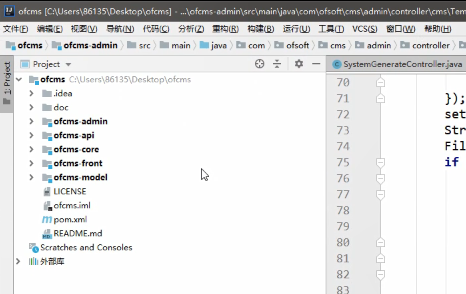 ofcms [C:\Users\86135\Desktop\ofcms] - ...\ofcms-admin\src\main\java\com\ofsoft\cms\admin\controller\cms\Tem
文件(F) 编辑(E) 视图(V) 导航(N) 代码(C) 分析(Z) 重构(R) 构建(B) 运行(U) 工具(T) VCS(S) 窗口(W) 帮助(H)
ofcms ofcms-admin src main java com ofsoft cms admin controller
1: Project
Project
SystemGenerateController.java
ofcms C:\Users\86135\Desktop\ofcms
.idea
doc
ofcms-admin
ofcms-api
ofcms-core
ofcms-front
ofcms-model
LICENSE
ofcms.iml
pom.xml
README.md
Scratches and Consoles
外部库
70
71 });
72 set
73 Str
74 Fil
75 if
76
77
78
79
80
81
82
83